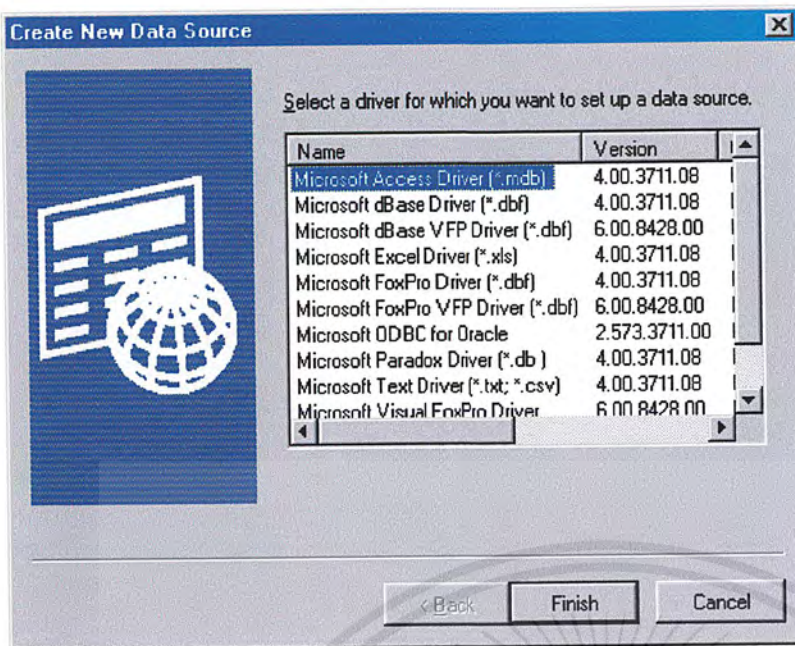 Create New Data Source
Select a driver for which you want to set up a data source.
Name Version
Microsoft Access Driver (*.mdb) 4.00.3711.08
Microsoft dBase Driver (*.dbf) 4.00.3711.08
Microsoft dBase VFP Driver (*.dbf) 6.00.8428.00
Microsoft Excel Driver (*.xls) 4.00.3711.08
Microsoft FoxPro Driver (*.dbf) 4.00.3711.08
Microsoft FoxPro VFP Driver (*.dbf) 6.00.8428.00
Microsoft ODBC for Oracle 2.573.3711.00
Microsoft Paradox Driver (*.db ) 4.00.3711.08
Microsoft Text Driver (*.txt; *.csv) 4.00.3711.08
Microsoft Visual FoxPro Driver 6.00.8428.00
< Back Finish Cancel